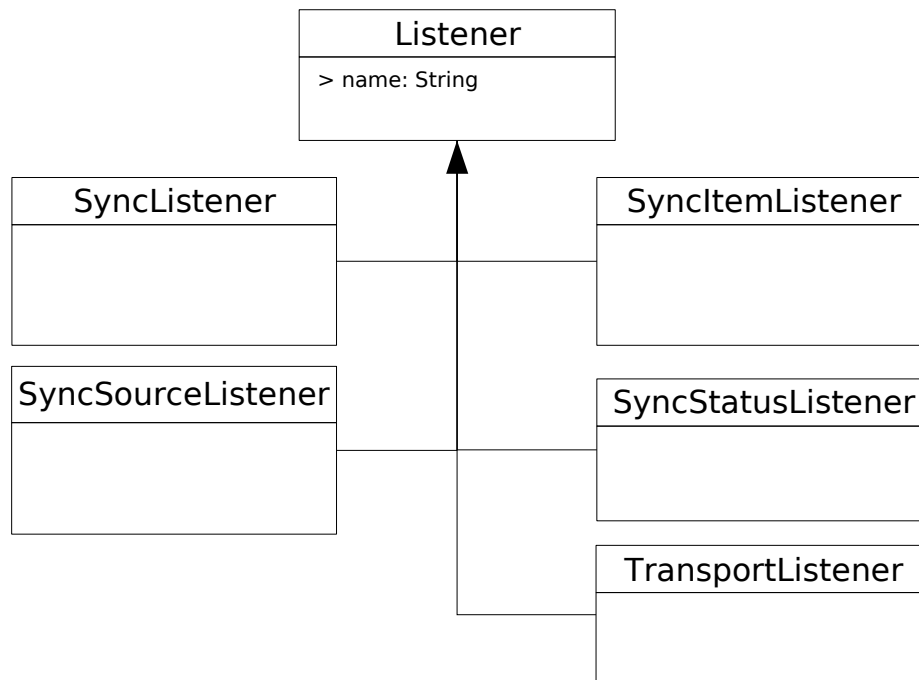 Listener
> name: String
SyncListener
SyncItemListener
SyncSourceListener
SyncStatusListener
TransportListener